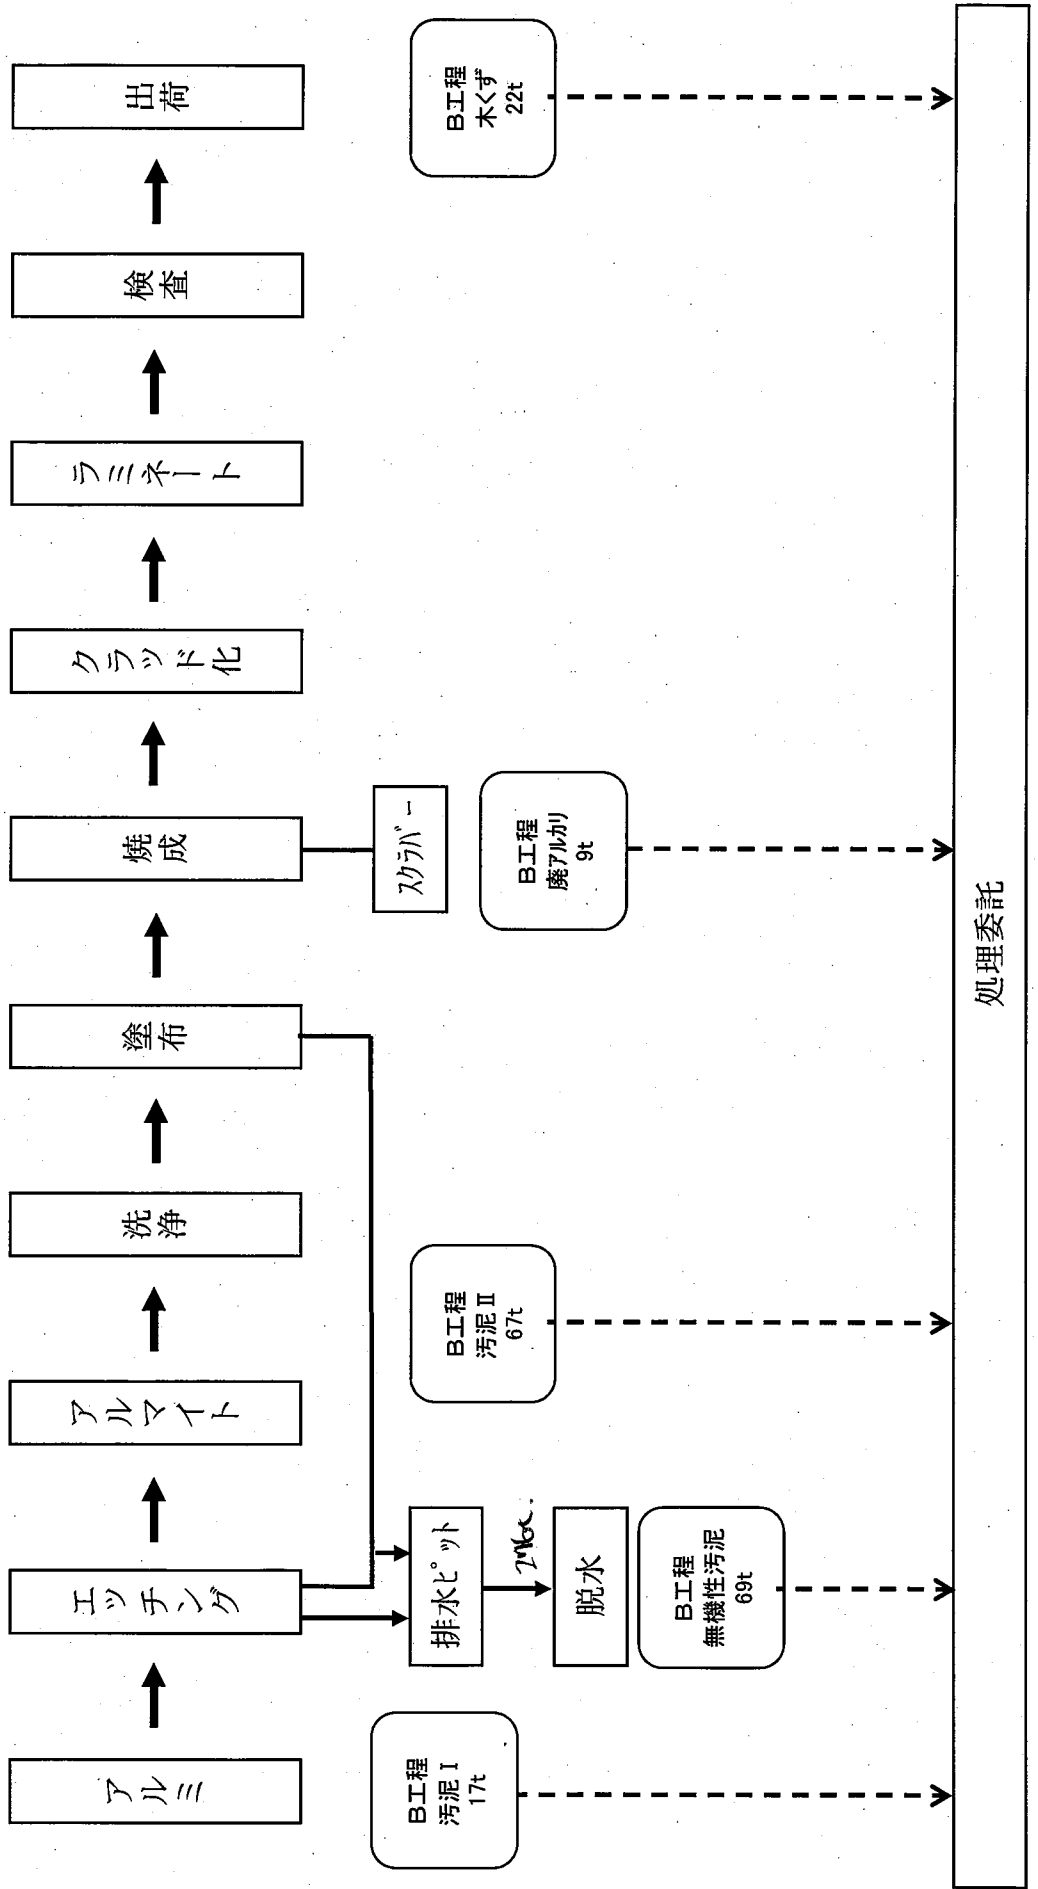 アルミ
エッチング
アルマイト
洗浄
塗布
焼成
クラッド化
ラミネート
検査
出荷
B工程
汚泥Ⅰ
17t
排水ピット
脱水
B工程
無機性汚泥
69t
B工程
汚泥Ⅱ
67t
スクラバー
B工程
廃アルカリ
9t
B工程
木くず
22t
処理委託